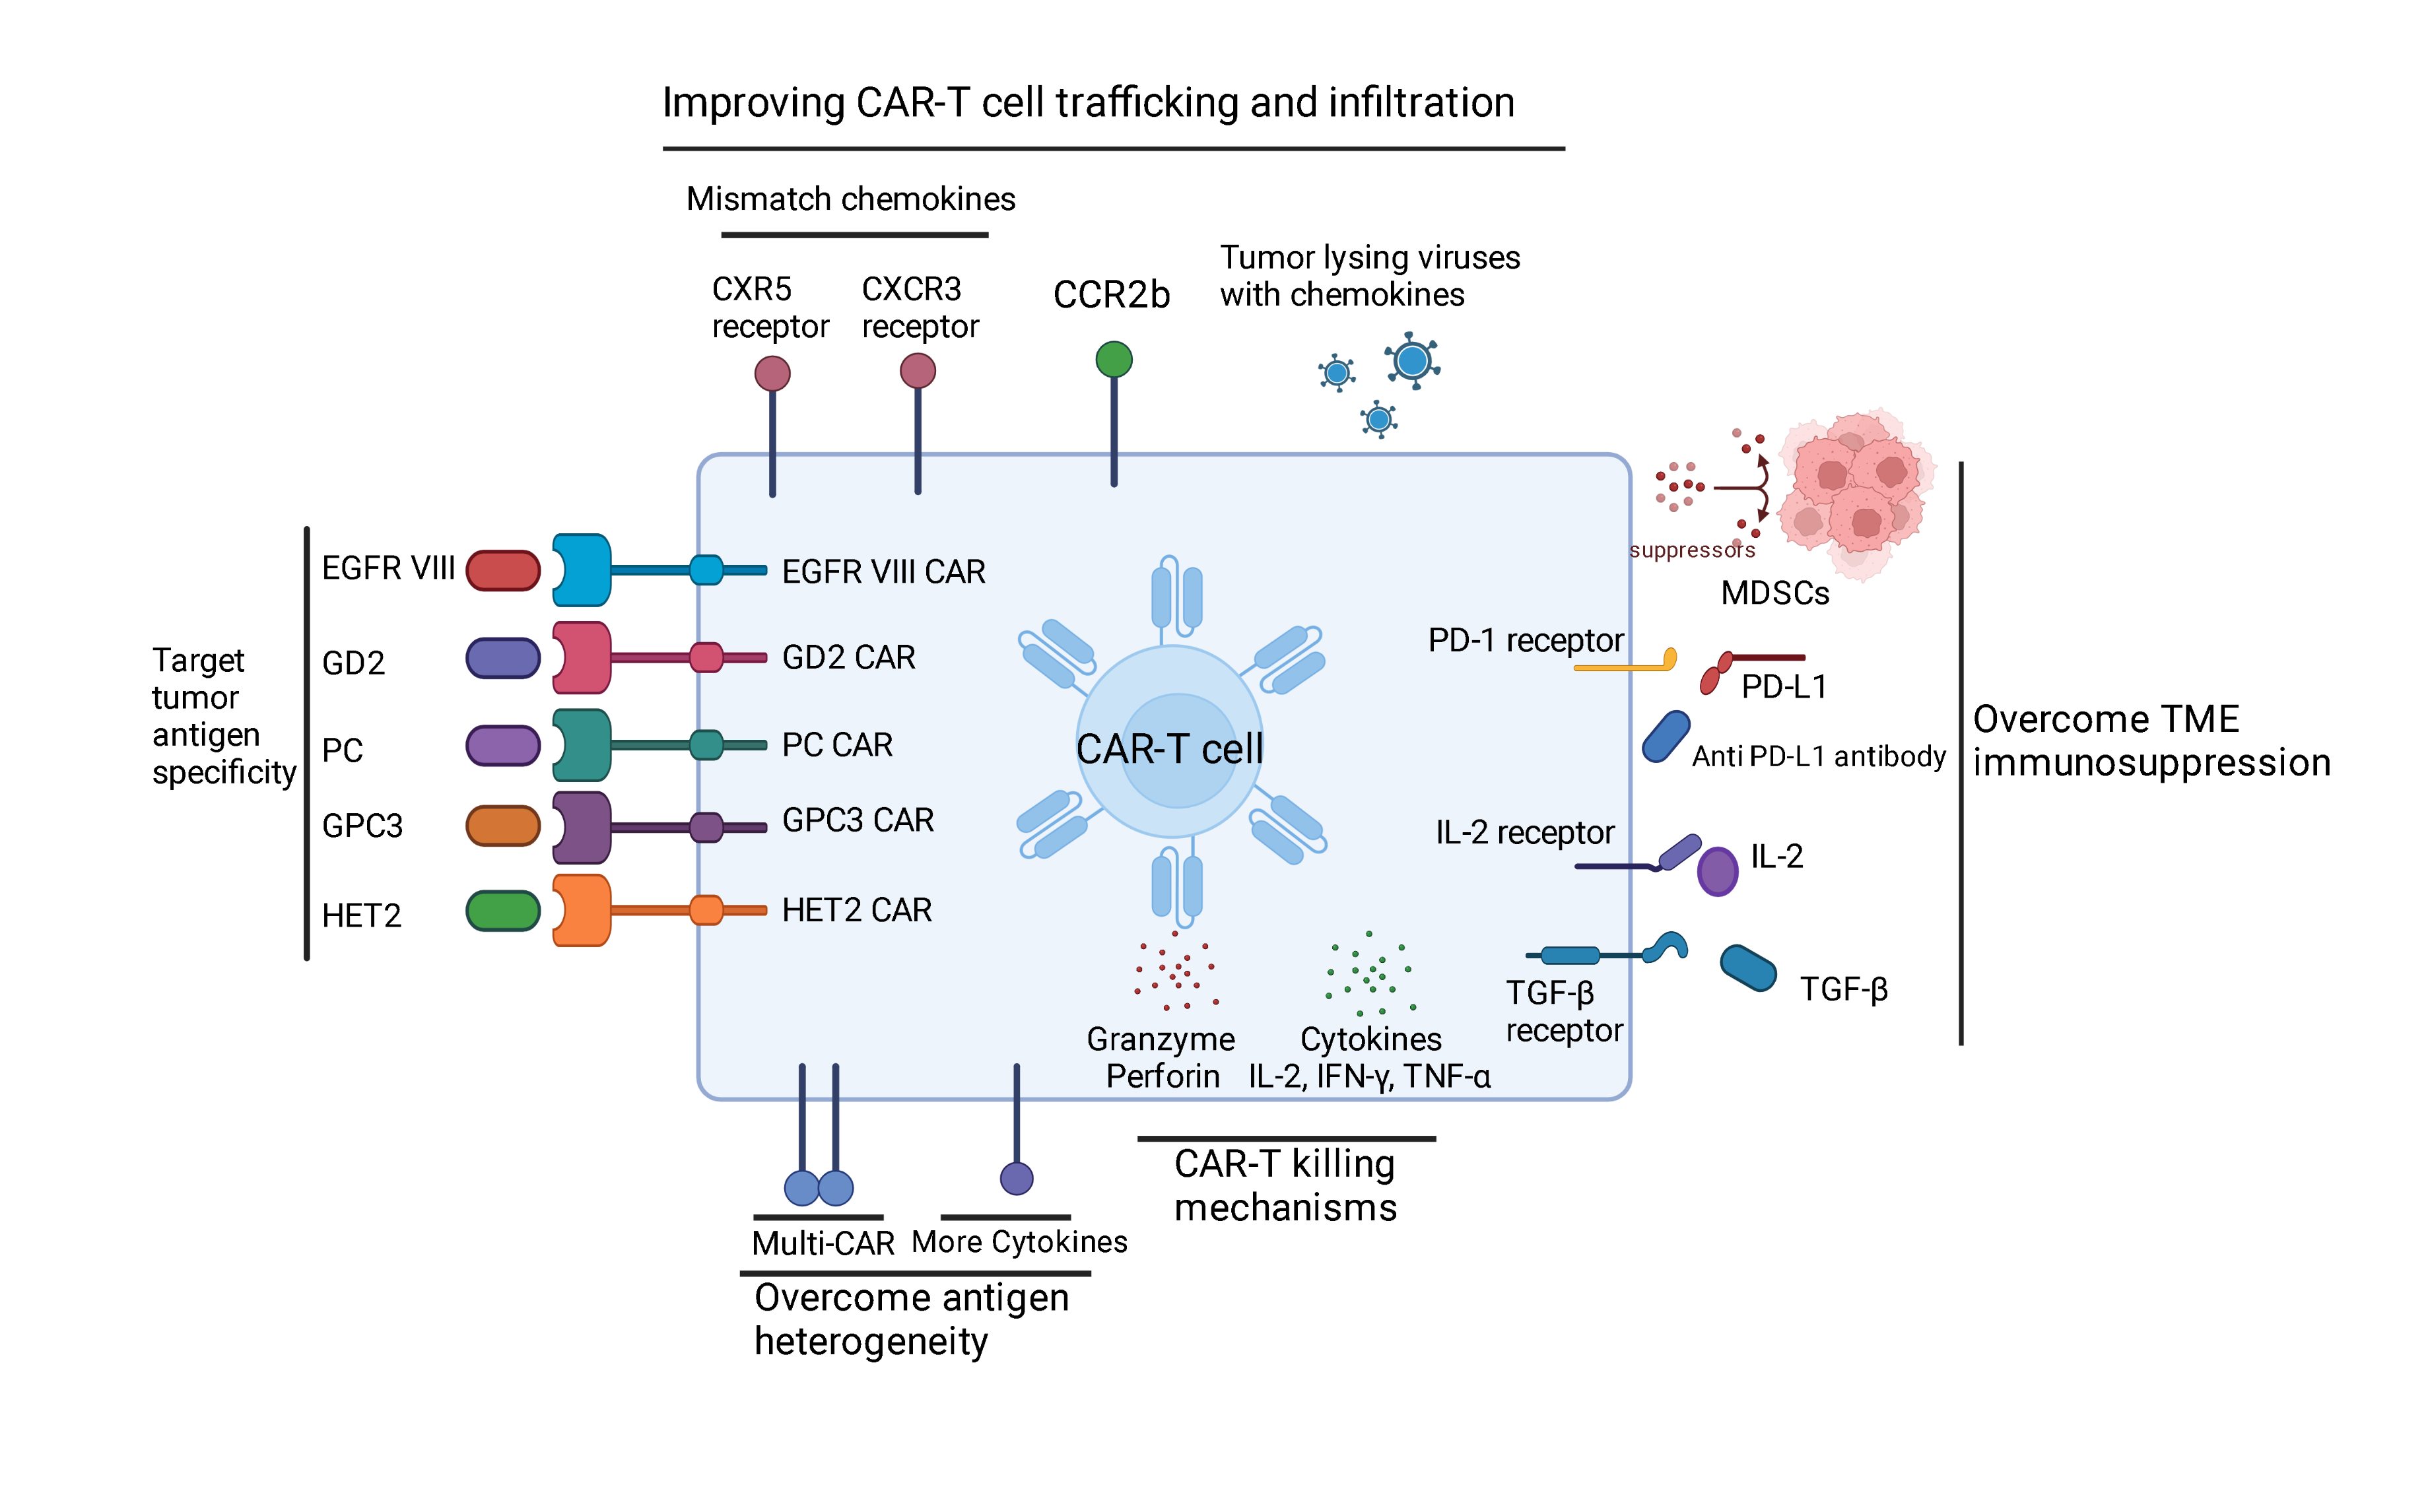 Improving CAR-T cell trafficking and infiltration
Mismatch chemokines
CXR5
receptor
CXCR3
receptor
CCR2b
Tumor lysing viruses
with chemokines
Target
tumor
antigen
specificity
EGFR VIII
GD2
PC
GPC3
HET2
EGFR VIII CAR
GD2 CAR
PC CAR
GPC3 CAR
HET2 CAR
CAR-T cell
suppressors
MDSCs
PD-1 receptor
PD-L1
Anti PD-L1 antibody
IL-2 receptor
IL-2
TGF-β
receptor
TGF-β
Overcome TME
immunosuppression
Granzyme
Perforin
Cytokines
IL-2, IFN-γ, TNF-α
CAR-T killing
mechanisms
Multi-CAR
More Cytokines
Overcome antigen
heterogeneity